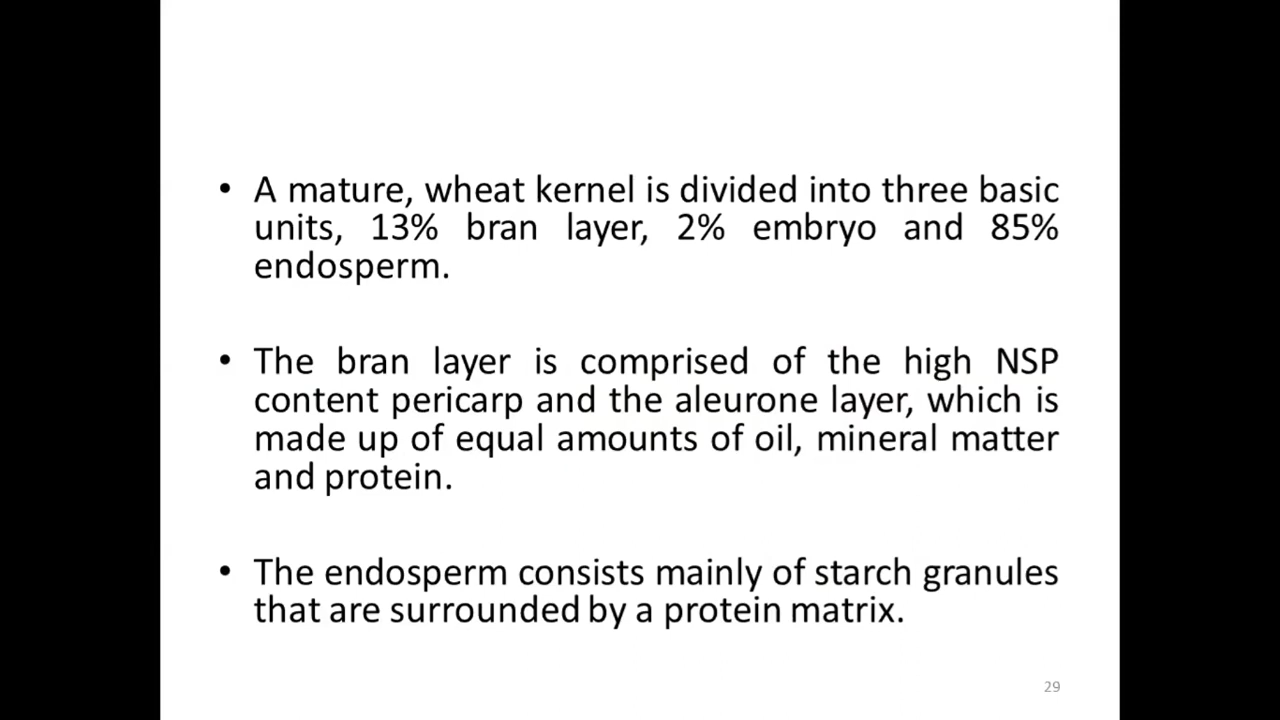 • A mature, wheat kernel is divided into three basic
units, 13% bran layer, 2% embryo and 85%
endosperm.
• The bran layer is comprised of the high NSP
content pericarp and the aleurone layer, which is
made up of equal amounts of oil, mineral matter
and protein.
• The endosperm consists mainly of starch granules
that are surrounded by a protein matrix.
29